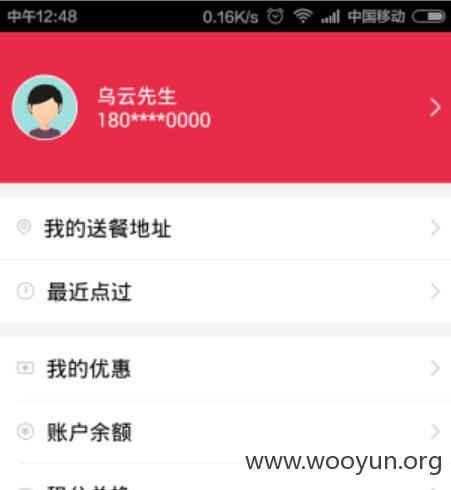 中午12:48 0.16K/s 中国移动
乌云先生
180****0000
我的送餐地址
最近点过
我的优惠
账户余额
www.wooyun.org